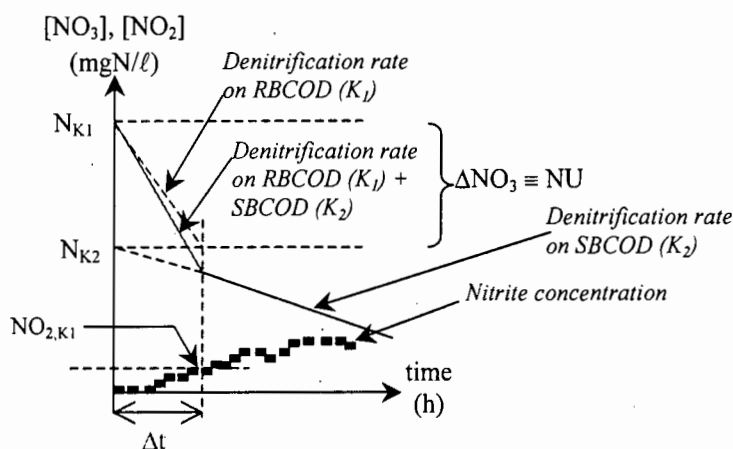 [NO₃], [NO₂]
(mgN/ℓ)
Denitrification rate
on RBCOD (K₁)
N_K1
Denitrification rate
on RBCOD (K₁) +
SBCOD (K₂)
ΔNO₃ ≡ NU
Denitrification rate
on SBCOD (K₂)
N_K2
Nitrite concentration
NO₂,K1
time
(h)
Δt